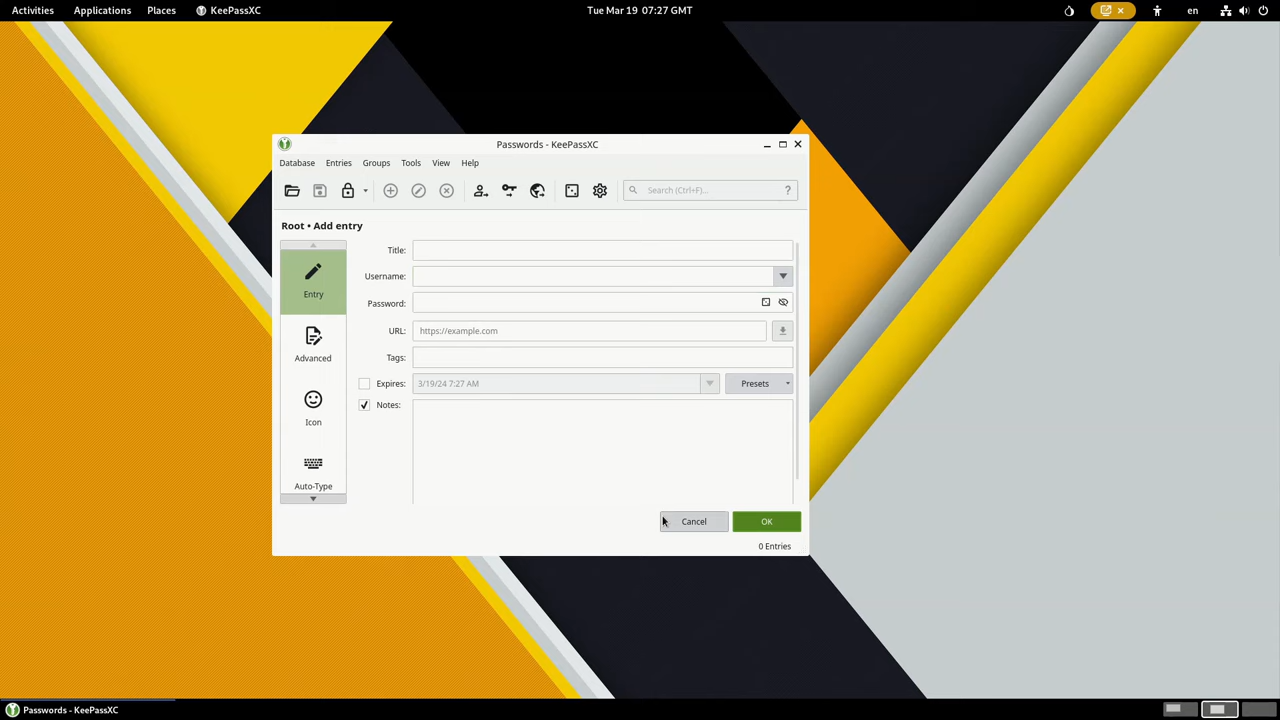 Activities Applications Places KeePassXC Tue Mar 19 07:27 GMT en
Passwords - KeePassXC
Database Entries Groups Tools View Help
Search (Ctrl+F)... ?
Root • Add entry
Title:
Entry
Username:
Password:
URL: https://example.com
Advanced
Tags:
Expires: 3/19/24 7:27 AM Presets
Notes:
Icon
Auto-Type
Cancel OK
0 Entries
Passwords - KeePassXC